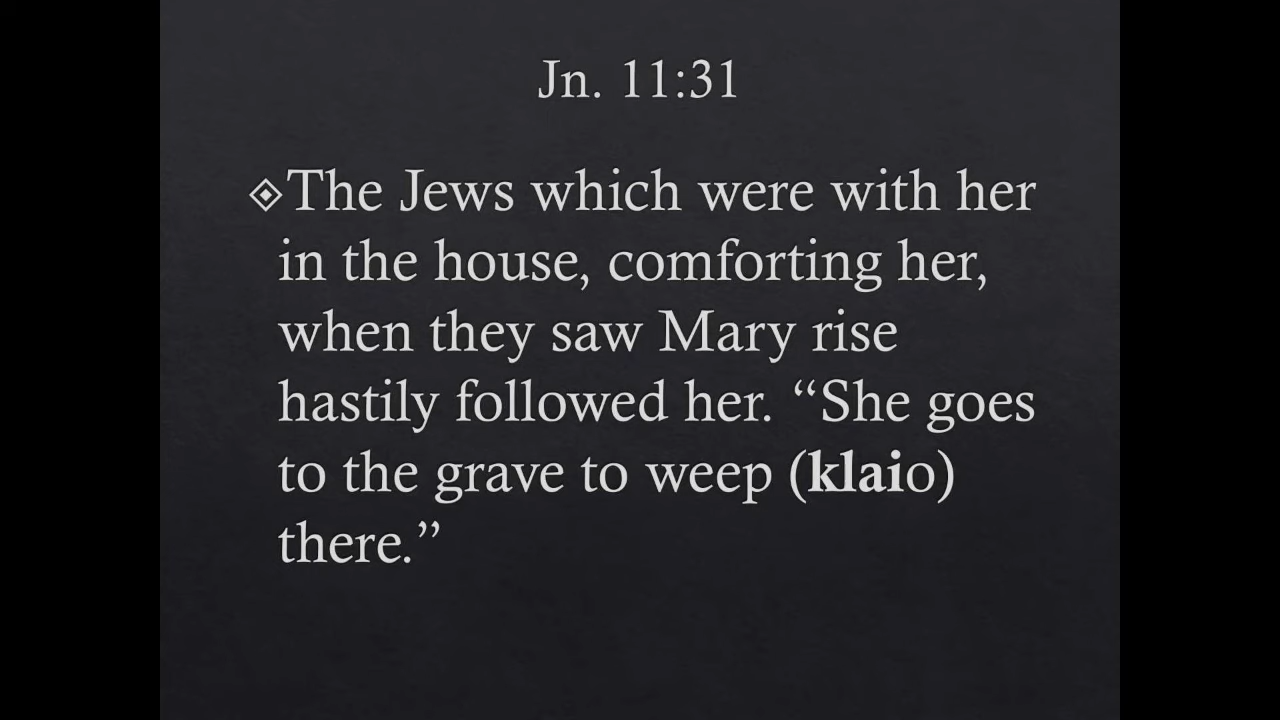 Jn. 11:31
The Jews which were with her
in the house, comforting her,
when they saw Mary rise
hastily followed her. “She goes
to the grave to weep (klaio)
there.”